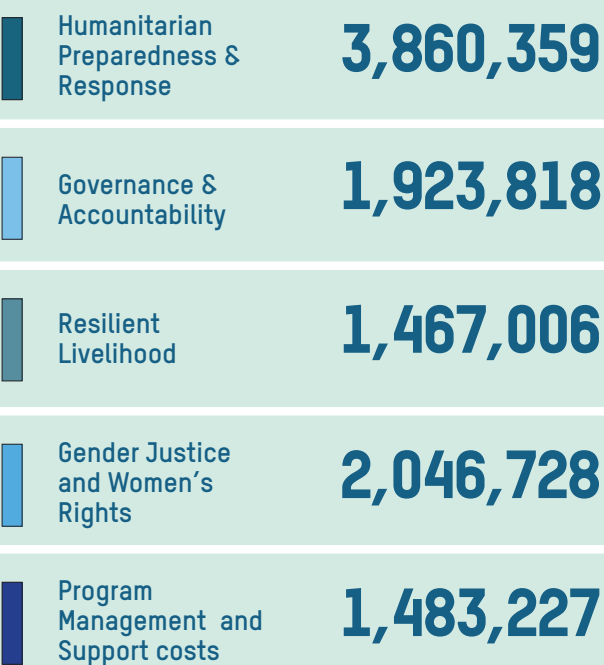 Humanitarian
Preparedness &
Response
3,860,359
Governance &
Accountability
1,923,818
Resilient
Livelihood
1,467,006
Gender Justice
and Women's
Rights
2,046,728
Program
Management and
Support costs
1,483,227